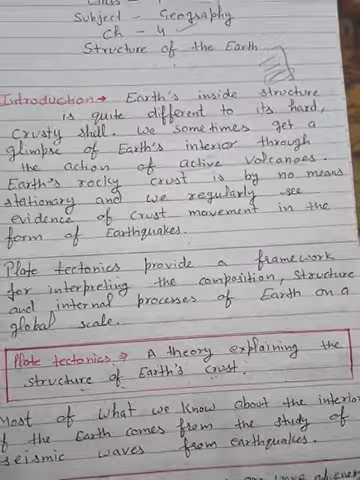 Subject - Geography
Ch - 4
Structure of the Earth
Introduction → Earth's inside structure
is quite different to its hard,
crusty shell. We sometimes get a
glimpse of Earth's interior through
the action of active volcanoes.
Earth's rocky crust is by no means
stationary and we regularly see
evidence of crust movement in the
form of Earthquakes.
Plate tectonics provide a framework
for interpreting the composition, structure
and internal processes of Earth on a
global scale.
Plate tectonics → A theory explaining the
structure of Earth's crust.
Most of what we know about the interior
of the Earth comes from the study of
seismic waves from earthquakes.